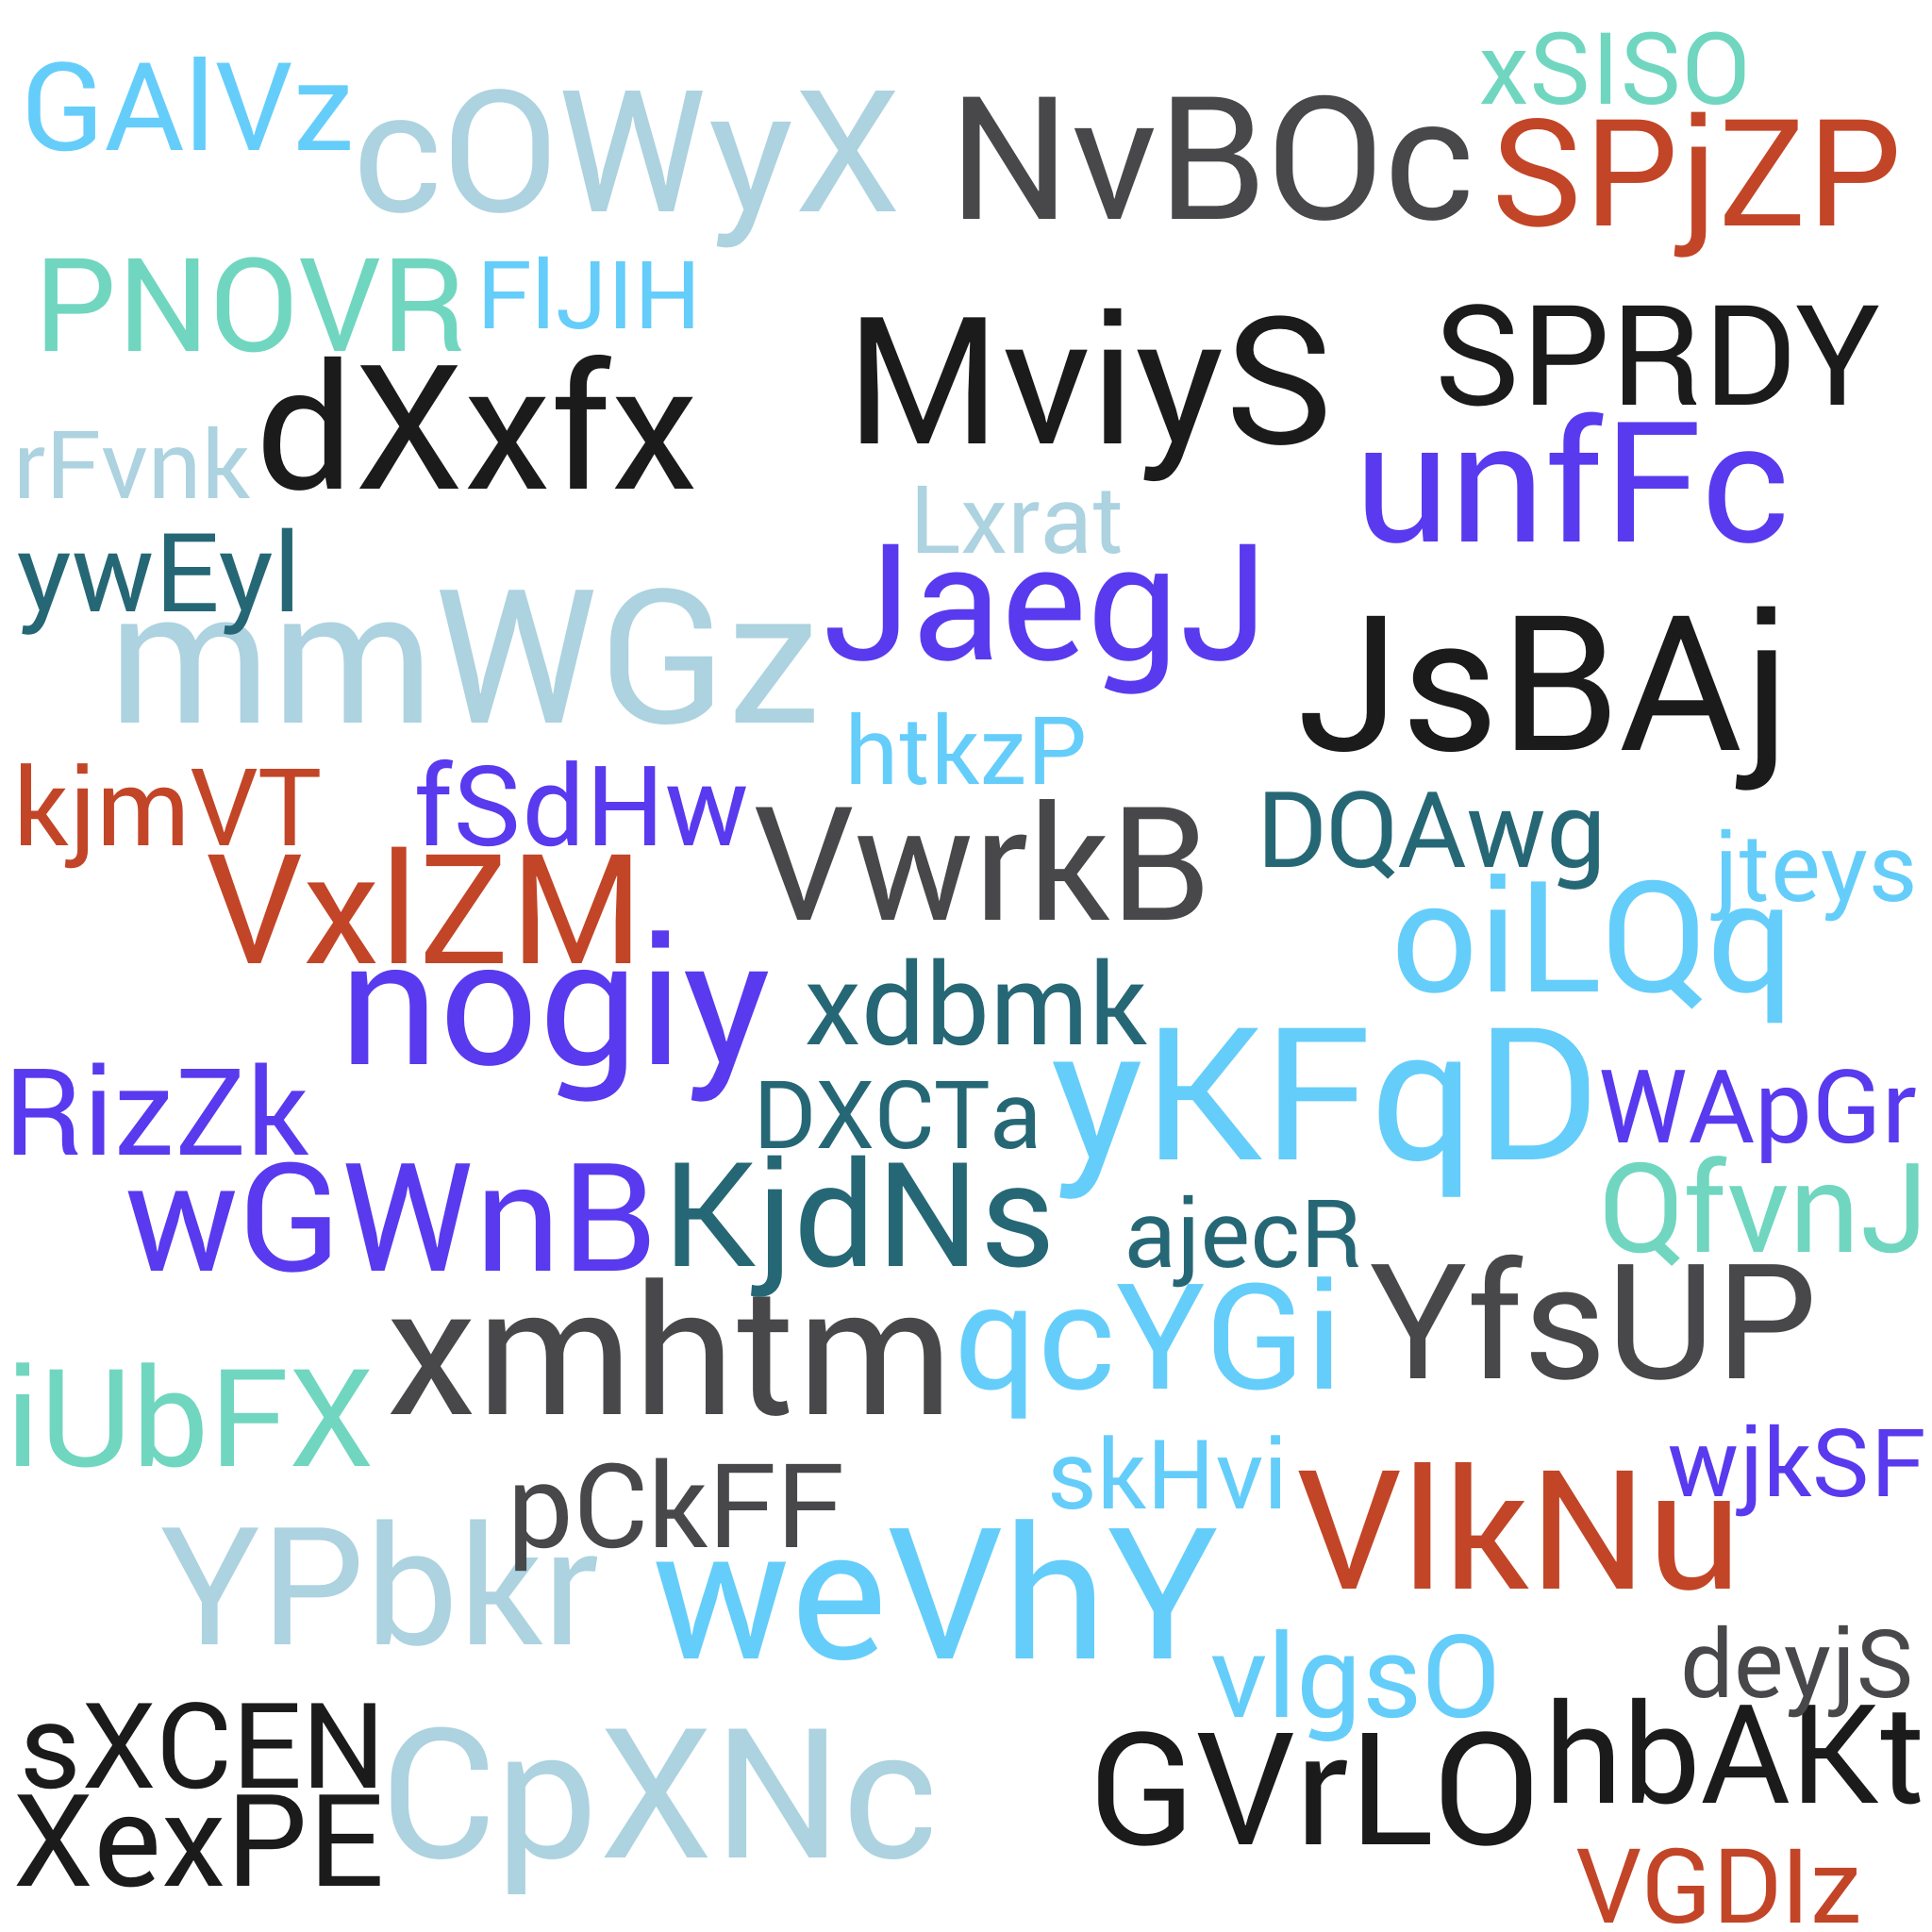 GAlVz cOWyX NvBOc xSISO
SPjZP
PNOVR FlJIH MviyS SPRDY
rFvnk dXxfx unfFc
Lxrat
ywEyl JaegJ
mmWGz JsBAj
htkzP
kjmVT fSdHw DQAwg
VxlZM VwrkB jteys
oiLQq
nogiy xdbmk
RizZk DXCTa yKFqD WApGr
wGWnB KjdNs ajecR QfvnJ
xmhtm qcYGi YfsUP
iUbFX
pCkFF skHvi VlkNu wjkSF
YPbkr weVhY
vlgsO deyjS
sXCEN CpXNc GVrLO hbAKt
XexPE
VGDIz